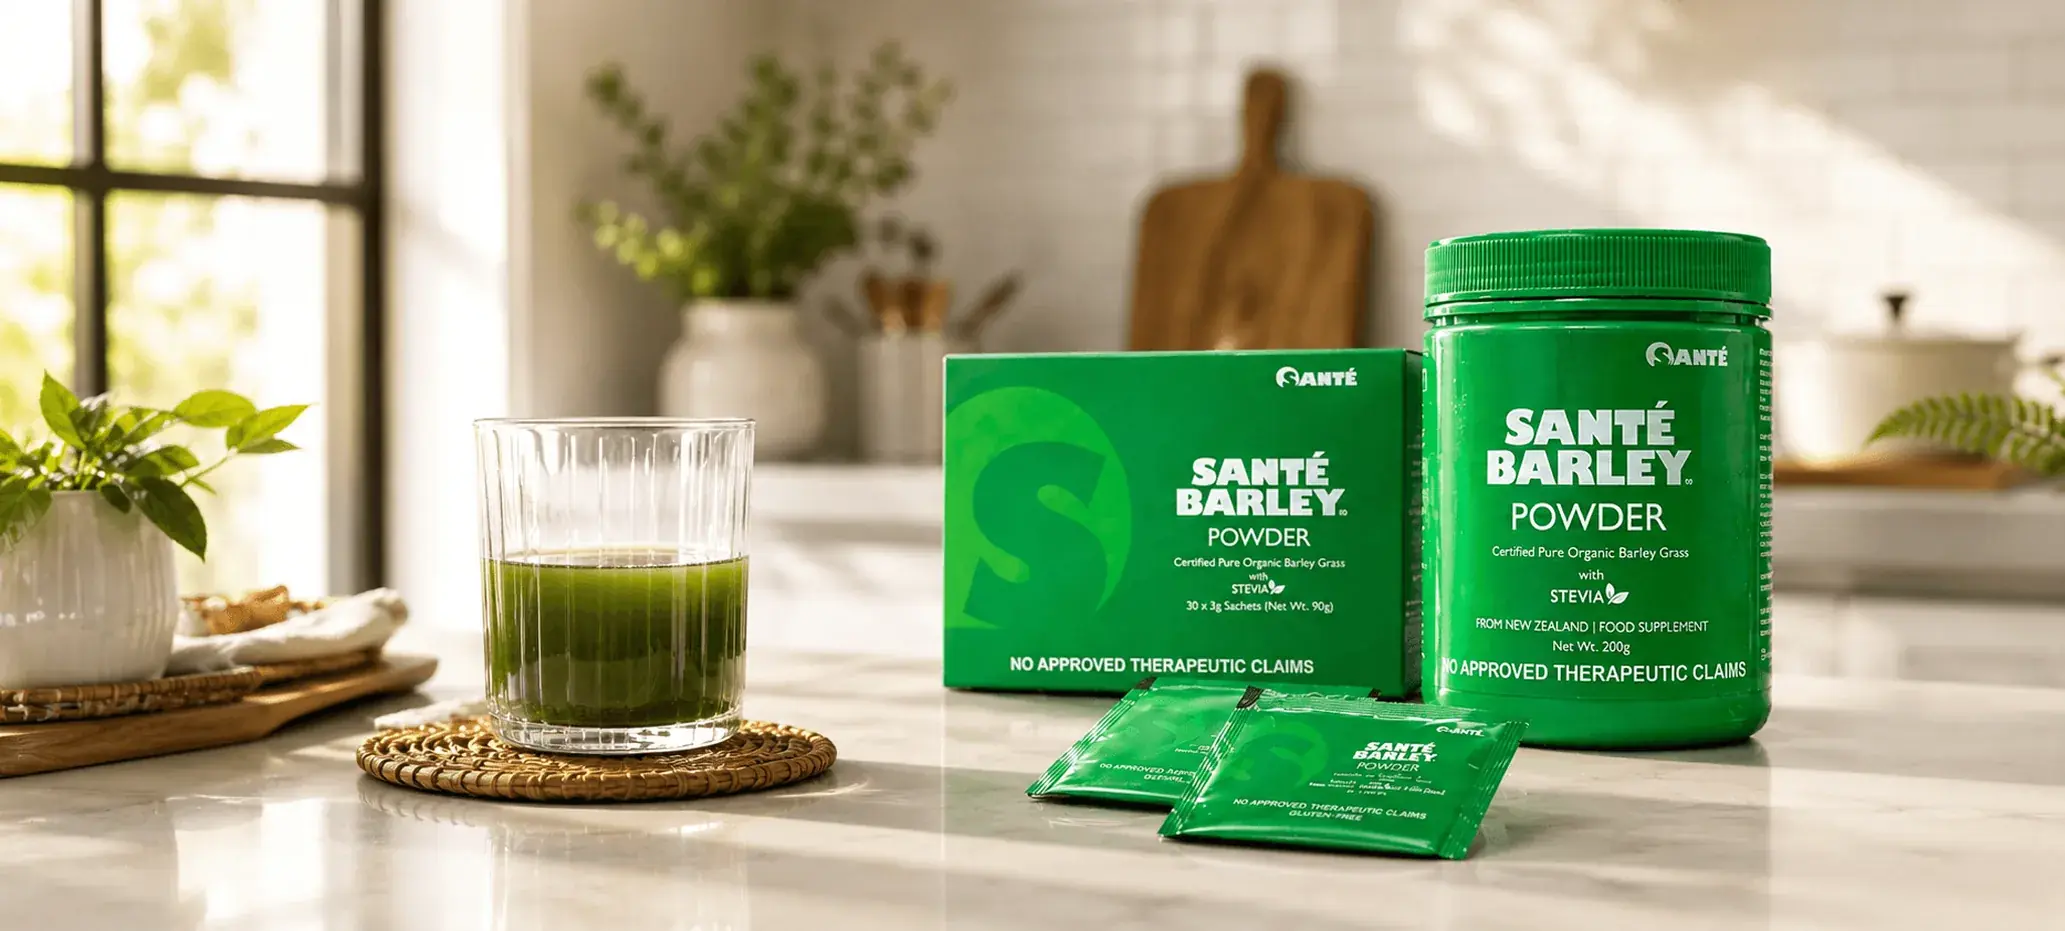 SANTÉ
SANTÉ
BARLEY
POWDER
Certified Pure Organic Barley Grass
with
STEVIA
30 x 3g Sachets (Net Wt. 90g)
NO APPROVED THERAPEUTIC CLAIMS
SANTÉ
SANTÉ
BARLEY
POWDER
Certified Pure Organic Barley Grass
with
STEVIA
FROM NEW ZEALAND | FOOD SUPPLEMENT
Net Wt. 200g
NO APPROVED THERAPEUTIC CLAIMS
SANTÉ
BARLEY
POWDER
NO APPROVED THERAPEUTIC CLAIMS
GLUTEN-FREE